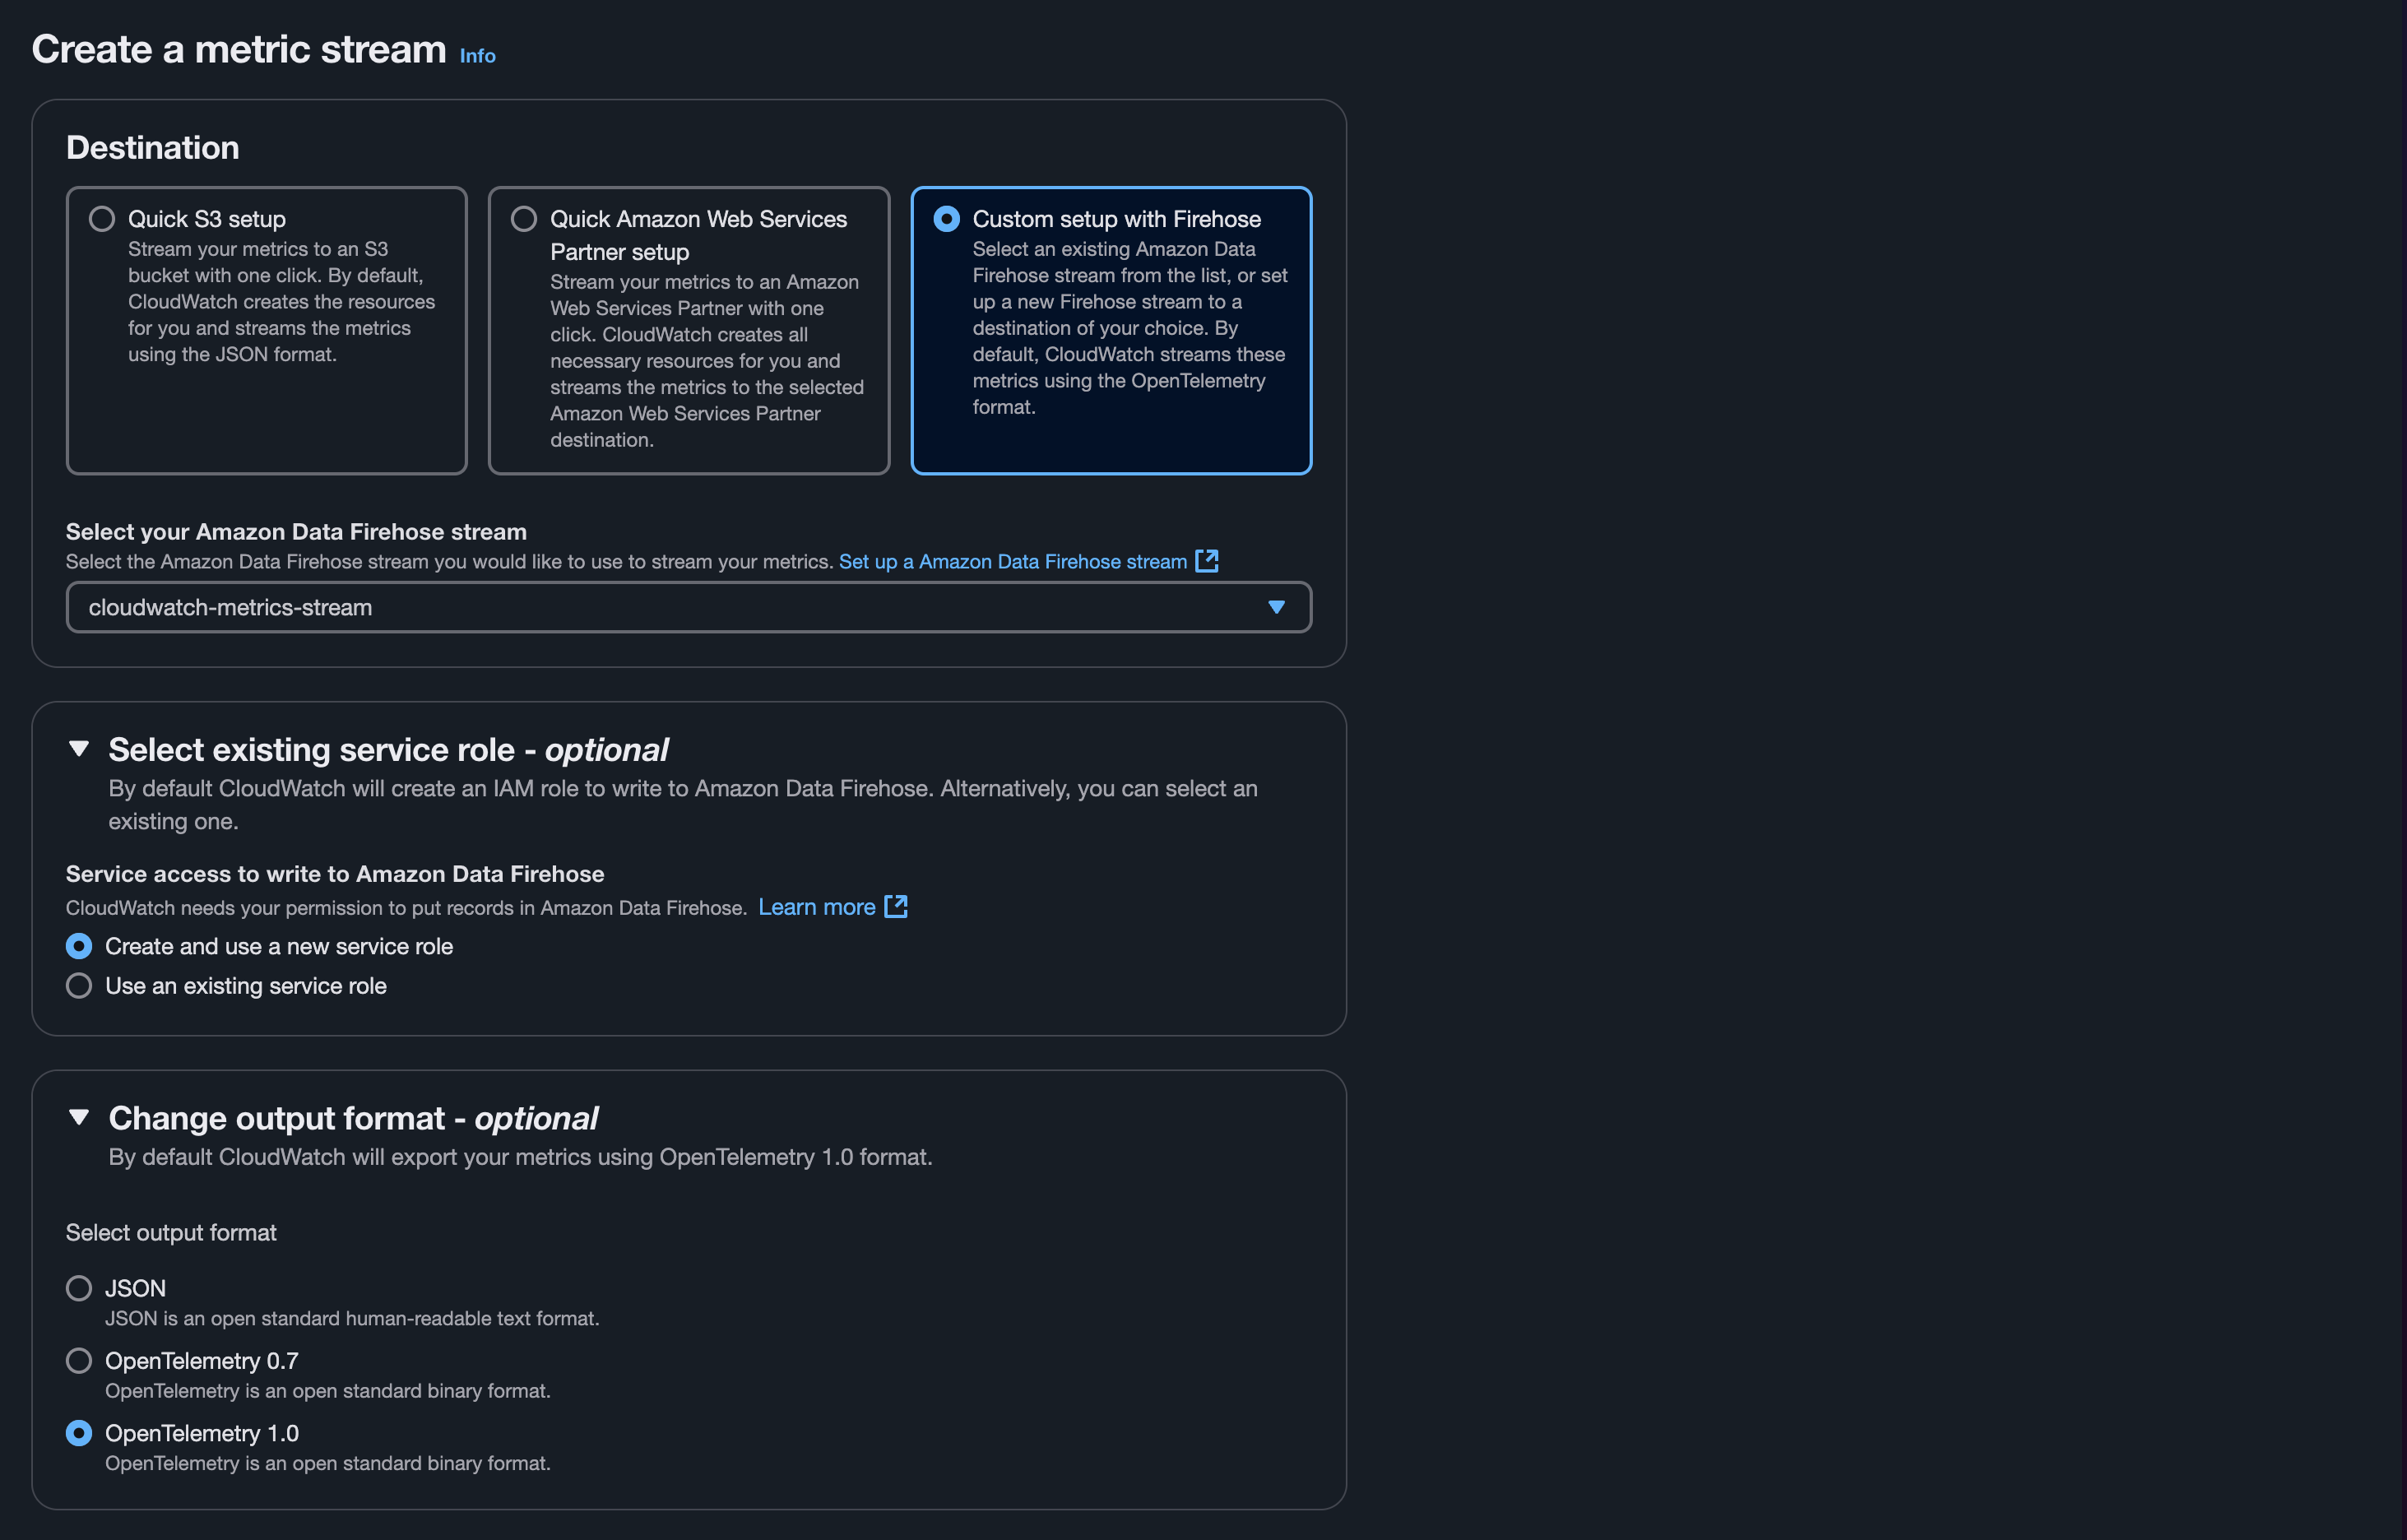 Create a metric stream Info
Destination
Quick S3 setup
Stream your metrics to an S3
bucket with one click. By default,
CloudWatch creates the resources
for you and streams the metrics
using the JSON format.
Quick Amazon Web Services
Partner setup
Stream your metrics to an Amazon
Web Services Partner with one
click. CloudWatch creates all
necessary resources for you and
streams the metrics to the selected
Amazon Web Services Partner
destination.
Custom setup with Firehose
Select an existing Amazon Data
Firehose stream from the list, or set
up a new Firehose stream to a
destination of your choice. By
default, CloudWatch streams these
metrics using the OpenTelemetry
format.
Select your Amazon Data Firehose stream
Select the Amazon Data Firehose stream you would like to use to stream your metrics. Set up a Amazon Data Firehose stream
cloudwatch-metrics-stream
Select existing service role - optional
By default CloudWatch will create an IAM role to write to Amazon Data Firehose. Alternatively, you can select an
existing one.
Service access to write to Amazon Data Firehose
CloudWatch needs your permission to put records in Amazon Data Firehose. Learn more
Create and use a new service role
Use an existing service role
Change output format - optional
By default CloudWatch will export your metrics using OpenTelemetry 1.0 format.
Select output format
JSON
JSON is an open standard human-readable text format.
OpenTelemetry 0.7
OpenTelemetry is an open standard binary format.
OpenTelemetry 1.0
OpenTelemetry is an open standard binary format.